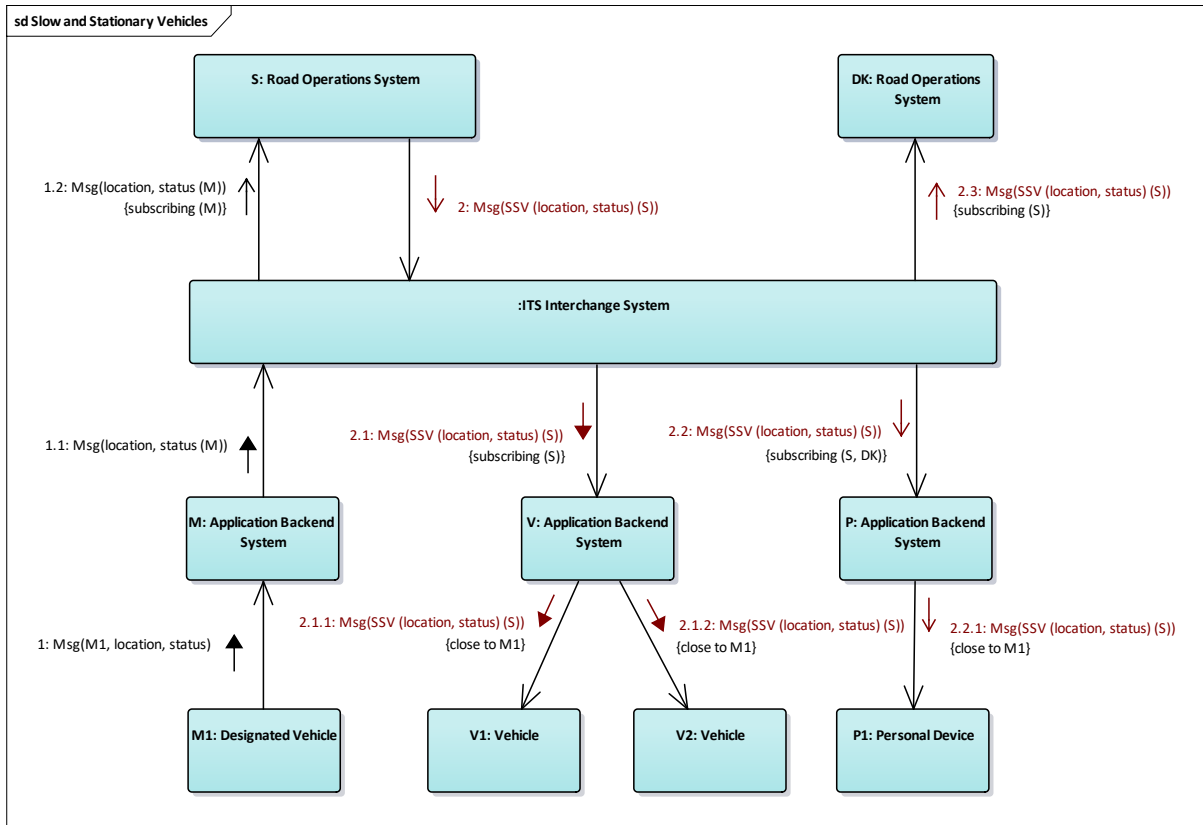 sd Slow and Stationary Vehicles
S: Road Operations System
DK: Road Operations
System
1.2: Msg(location, status (M))
{subscribing (M)}
2: Msg(SSV (location, status) (S))
2.3: Msg(SSV (location, status) (S))
{subscribing (S)}
:ITS Interchange System
1.1: Msg(location, status (M))
2.1: Msg(SSV (location, status) (S))
{subscribing (S)}
2.2: Msg(SSV (location, status) (S))
{subscribing (S, DK)}
M: Application Backend
System
V: Application Backend
System
P: Application Backend
System
1: Msg(M1, location, status)
2.1.1: Msg(SSV (location, status) (S))
{close to M1}
2.1.2: Msg(SSV (location, status) (S))
{close to M1}
2.2.1: Msg(SSV (location, status) (S))
{close to M1}
M1: Designated Vehicle
V1: Vehicle
V2: Vehicle
P1: Personal Device